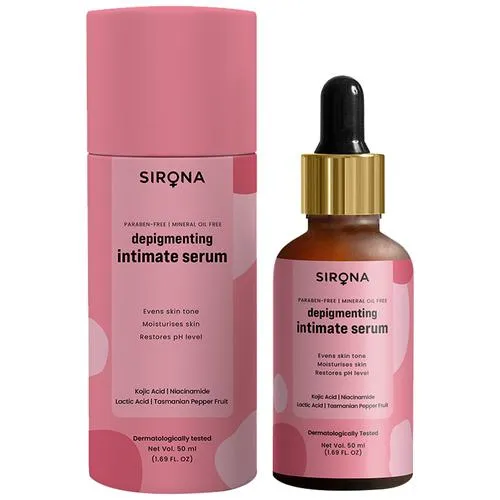 SIRONA
PARABEN-FREE | MINERAL OIL FREE
depigmenting
intimate serum
Evens skin tone
Moisturises skin
Restores pH level
Kojic Acid | Niacinamide
Lactic Acid | Tasmanian Pepper Fruit
Dermatologically tested
Net Vol. 50 ml
(1.69 FL. OZ)
SIRONA
PARABEN-FREE | MINERAL OIL FREE
depigmenting
intimate serum
Evens skin tone
Moisturises skin
Restores pH level
Kojic Acid | Niacinamide
Lactic Acid | Tasmanian Pepper Fruit
Dermatologically Tested
Net Vol. 50 ml
(1.69 FL. OZ)